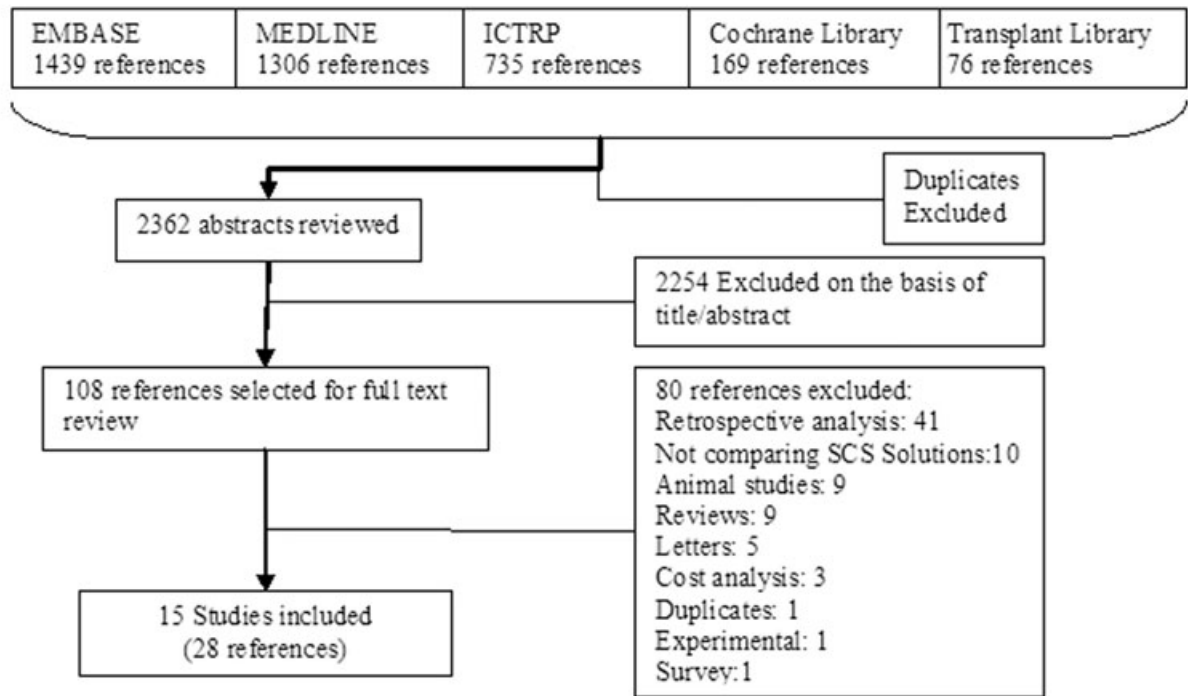 EMBASE
1439 references
MEDLINE
1306 references
ICTRP
735 references
Cochrane Library
169 references
Transplant Library
76 references
Duplicates
Excluded
2362 abstracts reviewed
2254 Excluded on the basis of
title/abstract
108 references selected for full text
review
80 references excluded:
Retrospective analysis: 41
Not comparing SCS Solutions:10
Animal studies: 9
Reviews: 9
Letters: 5
Cost analysis: 3
Duplicates: 1
Experimental: 1
Survey:1
15 Studies included
(28 references)